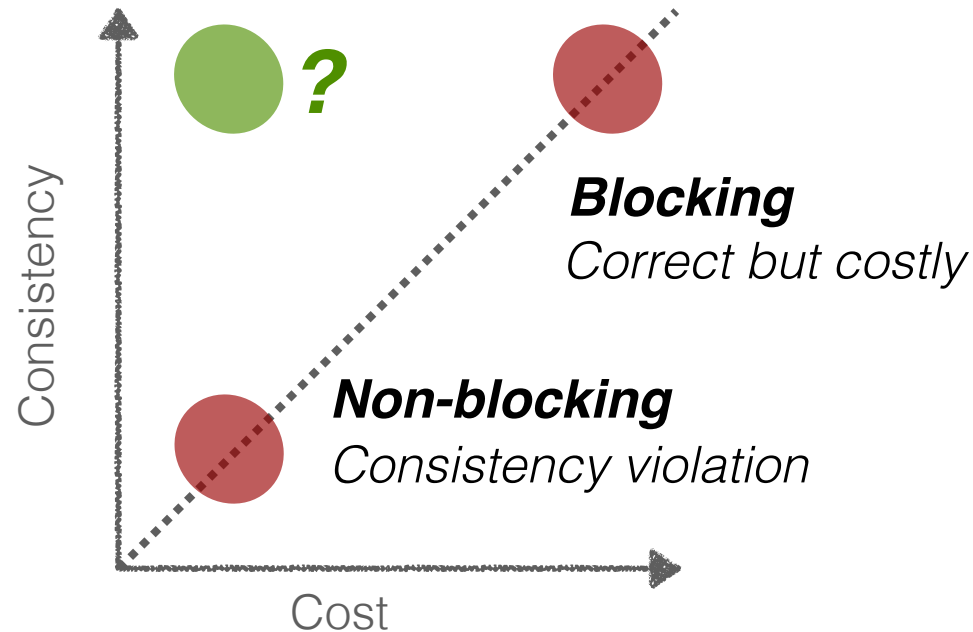 ?
Blocking
Correct but costly
Consistency
Non-blocking
Consistency violation
Cost